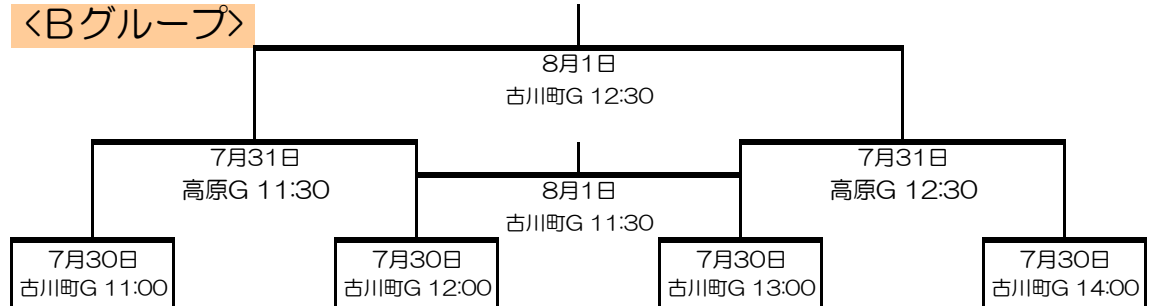 <Bグループ>
8月1日
古川町G 12:30
7月31日
高原G 11:30
7月31日
高原G 12:30
8月1日
古川町G 11:30
7月30日
古川町G 11:00
7月30日
古川町G 12:00
7月30日
古川町G 13:00
7月30日
古川町G 14:00